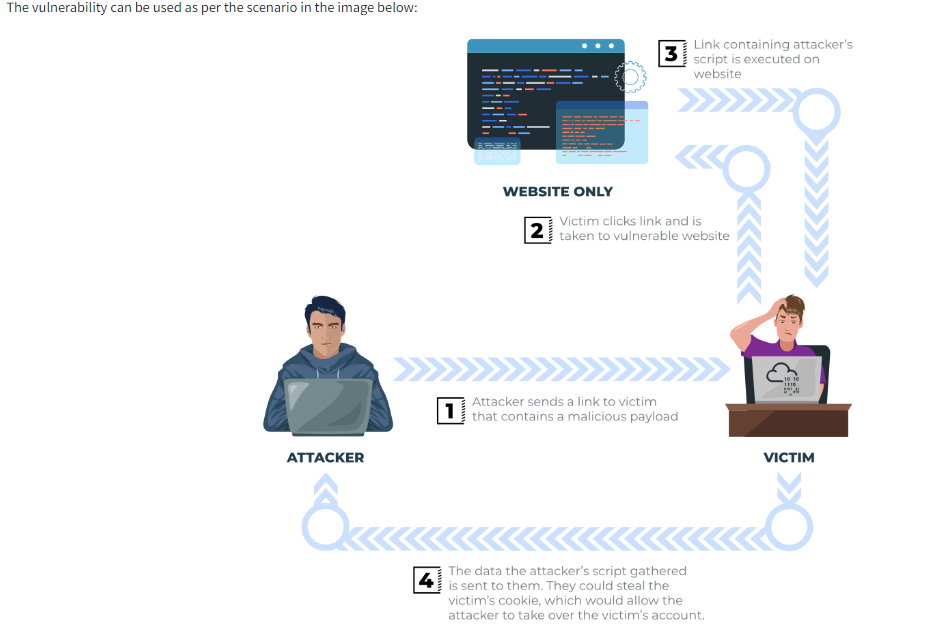 The vulnerability can be used as per the scenario in the image below:
3
Link containing attacker's
script is executed on
website
WEBSITE ONLY
2
Victim clicks link and is
taken to vulnerable website
1
Attacker sends a link to victim
that contains a malicious payload
ATTACKER
VICTIM
4
The data the attacker's script gathered
is sent to them. They could steal the
victim's cookie, which would allow the
attacker to take over the victim's account.